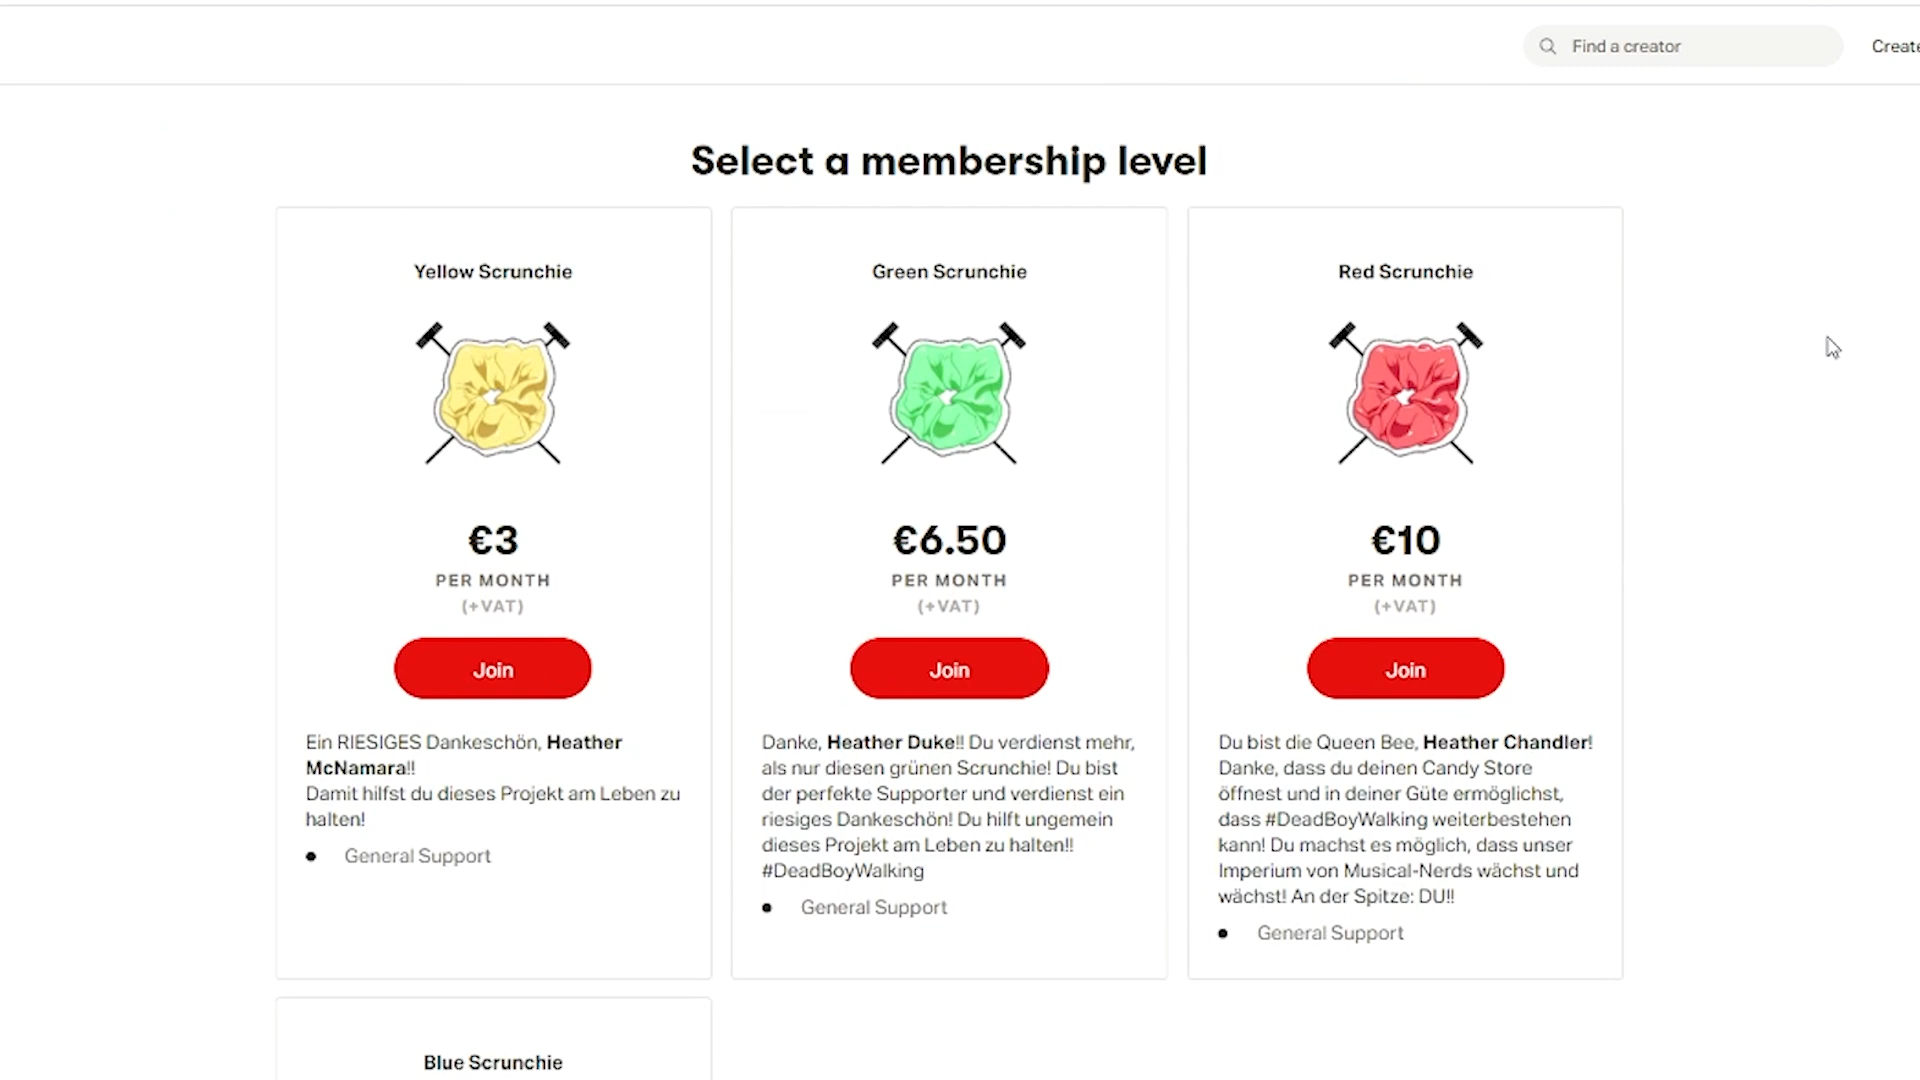 Find a creator
Create
Select a membership level
Yellow Scrunchie
€3
PER MONTH
(+VAT)
Join
Ein RIESIGES Dankeschön, Heather
McNamara!!
Damit hilfst du dieses Projekt am Leben zu
halten!
General Support
Green Scrunchie
€6.50
PER MONTH
(+VAT)
Join
Danke, Heather Duke!! Du verdienst mehr,
als nur diesen grünen Scrunchie! Du bist
der perfekte Supporter und verdienst ein
riesiges Dankeschön! Du hilft ungemein
dieses Projekt am Leben zu halten!!
#DeadBoyWalking
General Support
Red Scrunchie
€10
PER MONTH
(+VAT)
Join
Du bist die Queen Bee, Heather Chandler!
Danke, dass du deinen Candy Store
öffnest und in deiner Güte ermöglichst,
dass #DeadBoyWalking weiterbestehen
kann! Du machst es möglich, dass unser
Imperium von Musical-Nerds wächst und
wächst! An der Spitze: DU!!
General Support
Blue Scrunchie